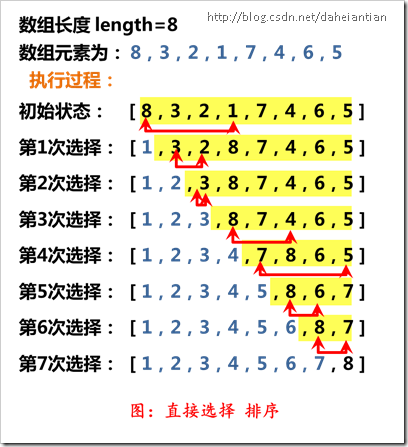 http://blog.csdn.net/daheiantian
数组长度 length=8
数组元素为：8,3,2,1,7,4,6,5
执行过程：
初始状态： [8,3,2,1,7,4,6,5]
第1次选择： [1,3,2,8,7,4,6,5]
第2次选择： [1,2,3,8,7,4,6,5]
第3次选择： [1,2,3,8,7,4,6,5]
第4次选择： [1,2,3,4,7,8,6,5]
第5次选择： [1,2,3,4,5,8,6,7]
第6次选择： [1,2,3,4,5,6,8,7]
第7次选择： [1,2,3,4,5,6,7,8]
图：直接选择 排序